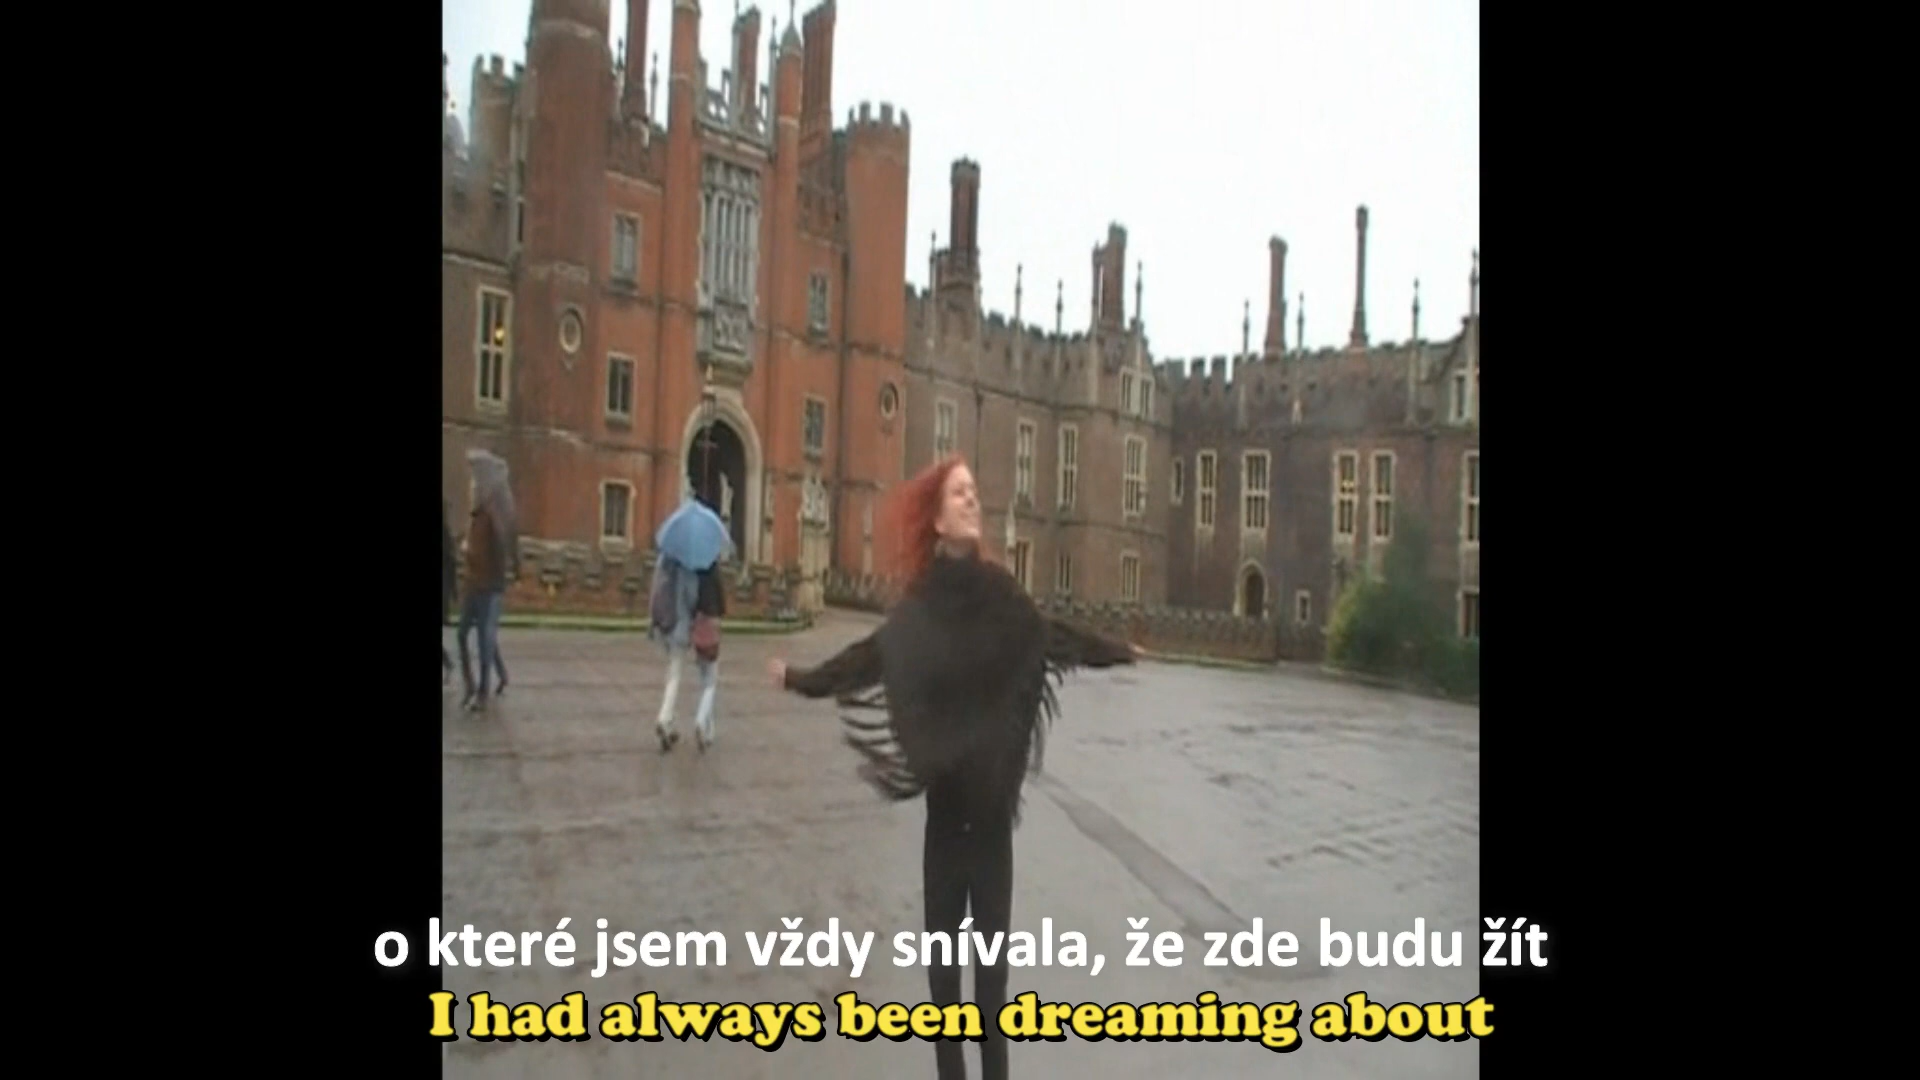 o které jsem vždy snívala, že zde budu žít
I had always been dreaming about